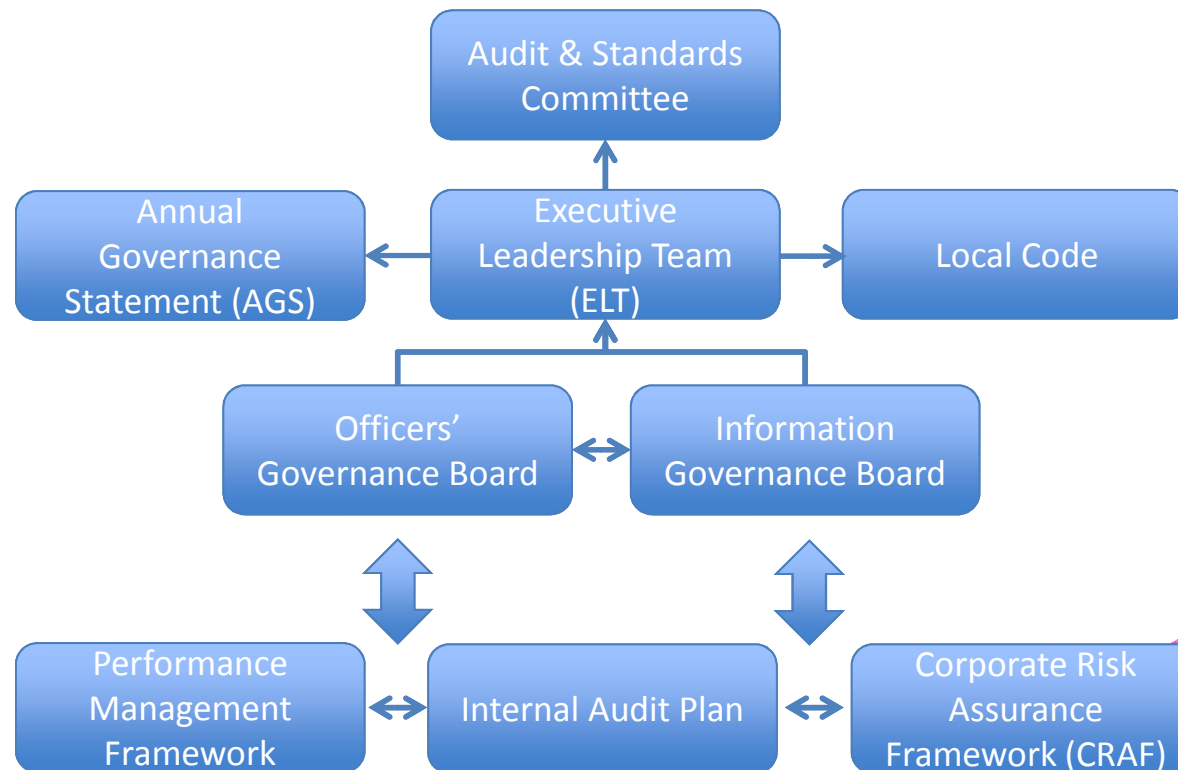 Audit & Standards
Committee
Annual
Governance
Statement (AGS)
Executive
Leadership Team
(ELT)
Local Code
Officers’
Governance Board
Information
Governance Board
Performance
Management
Framework
Internal Audit Plan
Corporate Risk
Assurance
Framework (CRAF)